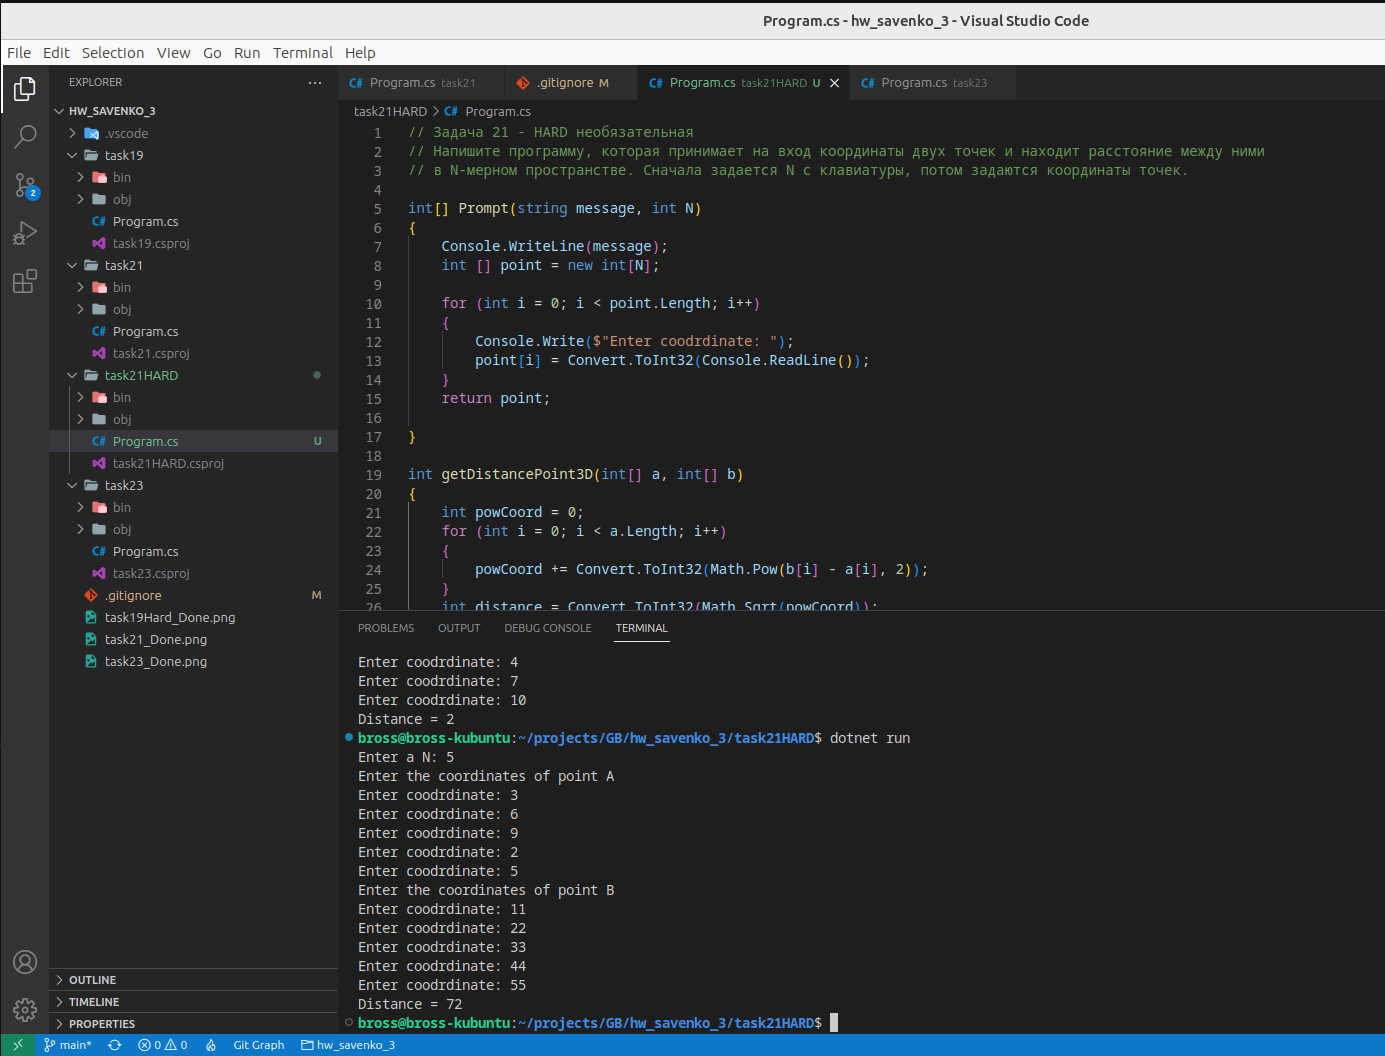 Program.cs - hw_savenko_3 - Visual Studio Code
File Edit Selection View Go Run Terminal Help
EXPLORER ···
HW_SAVENKO_3
.vscode
task19
bin
obj
C# Program.cs
task19.csproj
task21
bin
obj
C# Program.cs
task21.csproj
task21HARD
bin
obj
C# Program.cs U
task21HARD.csproj
task23
bin
obj
C# Program.cs
task23.csproj
.gitignore M
task19Hard_Done.png
task21_Done.png
task23_Done.png
OUTLINE
TIMELINE
PROPERTIES
2
C# Program.cs task21 .gitignore M C# Program.cs task21HARD U C# Program.cs task23
task21HARD > C# Program.cs
1 // Задача 21 - HARD необязательная
2 // Напишите программу, которая принимает на вход координаты двух точек и находит расстояние между ними
3 // в N-мерном пространстве. Сначала задается N с клавиатуры, потом задаются координаты точек.
4
5 int[] Prompt(string message, int N)
6 {
7 Console.WriteLine(message);
8 int [] point = new int[N];
9
10 for (int i = 0; i < point.Length; i++)
11 {
12 Console.Write($"Enter coodrdinate: ");
13 point[i] = Convert.ToInt32(Console.ReadLine());
14 }
15 return point;
16
17 }
18
19 int getDistancePoint3D(int[] a, int[] b)
20 {
21 int powCoord = 0;
22 for (int i = 0; i < a.Length; i++)
23 {
24 powCoord += Convert.ToInt32(Math.Pow(b[i] - a[i], 2));
25 }
26 int distance = Convert.ToInt32(Math.Sqrt(powCoord));
PROBLEMS OUTPUT DEBUG CONSOLE TERMINAL
Enter coodrdinate: 4
Enter coodrdinate: 7
Enter coodrdinate: 10
Distance = 2
bross@bross-kubuntu:~/projects/GB/hw_savenko_3/task21HARD$ dotnet run
Enter a N: 5
Enter the coordinates of point A
Enter coodrdinate: 3
Enter coodrdinate: 6
Enter coodrdinate: 9
Enter coodrdinate: 2
Enter coodrdinate: 5
Enter the coordinates of point B
Enter coodrdinate: 11
Enter coodrdinate: 22
Enter coodrdinate: 33
Enter coodrdinate: 44
Enter coodrdinate: 55
Distance = 72
bross@bross-kubuntu:~/projects/GB/hw_savenko_3/task21HARD$
main* 0 0 Git Graph hw_savenko_3